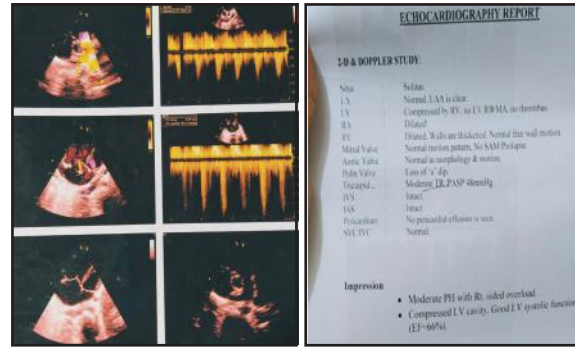 ECHOCARDIOGRAPHY REPORT
2-D & DOPPLER STUDY:
Situs Solitus
LA Normal, LAA is clear.
LV Compressed by RV, no LV RWMA, no thrombus
RA Dilated
RV Dilated, Walls are thickened. Normal free wall motion
Mitral Valve Normal motion pattern, No SAM Prolapse
Aortic Valve Normal in morphology & motion.
Pulm Valve Loss of 'a' dip.
Tricuspid Moderate TR, PASP 48mmHg.
IVS Intact
IAS Intact
Pericardium No pericardial effusion is seen.
SVC IVC Normal
Impression
• Moderate PH with Rt. sided overload.
• Compressed LV cavity. Good LV systolic function
(EF=66%).